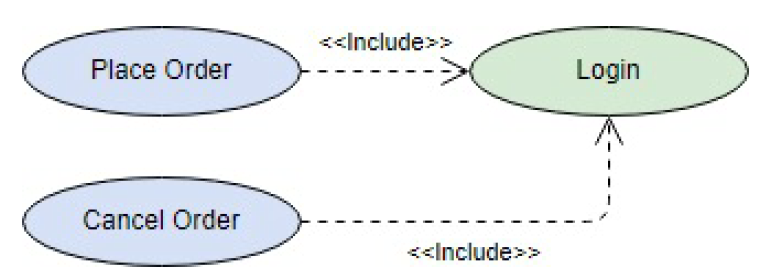 <<Include>>
Place Order
Login
Cancel Order
<<Include>>